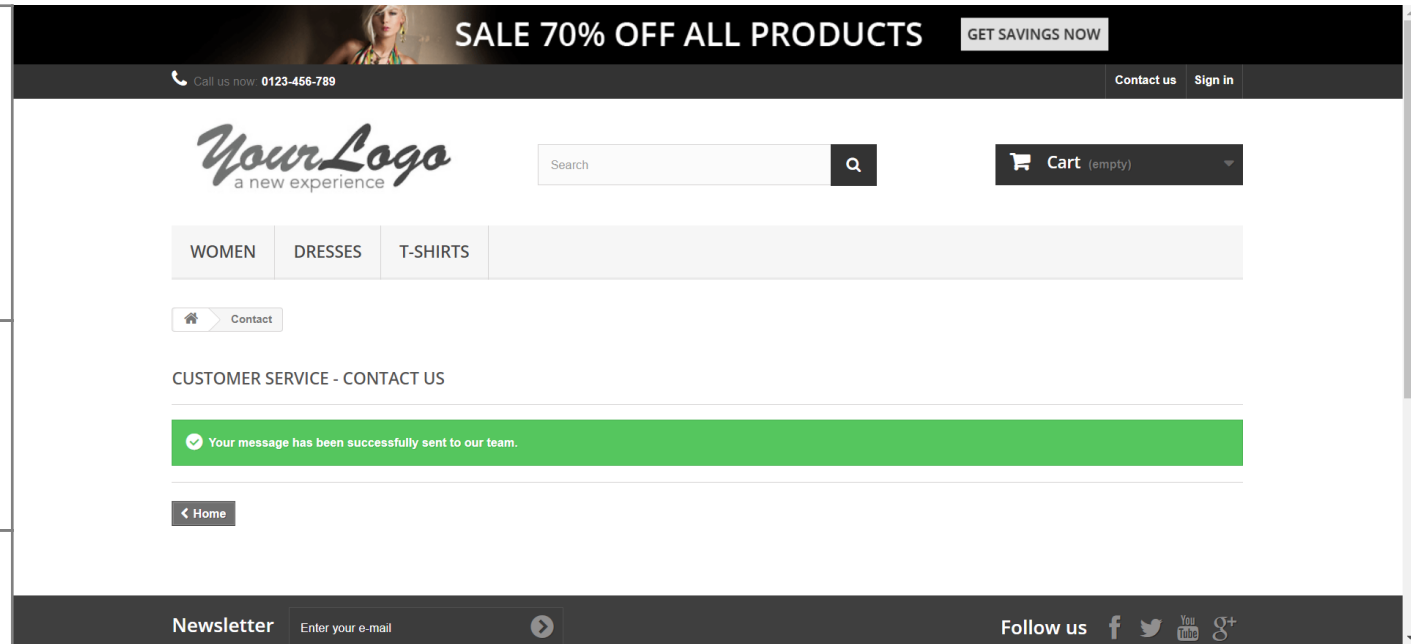 SALE 70% OFF ALL PRODUCTS GET SAVINGS NOW
Call us now: 0123-456-789 Contact us Sign in
YourLogo
a new experience
Search
Cart (empty)
WOMEN DRESSES T-SHIRTS
Contact
CUSTOMER SERVICE - CONTACT US
Your message has been successfully sent to our team.
Home
Newsletter Enter your e-mail Follow us You Tube g+